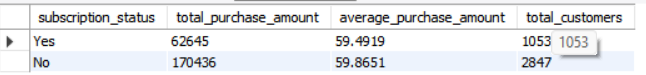 subscription_status total_purchase_amount average_purchase_amount total_customers
Yes 62645 59.4919 1053 1053
No 170436 59.8651 2847